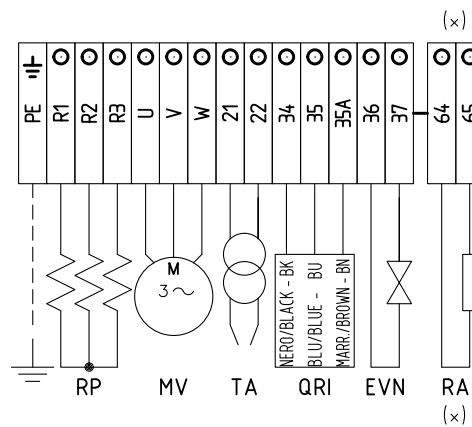 (×)
PE R1 R2 R3 U V W 21 22 34 35 35A 36 37 64 65
M
3～
NERO/BLACK - BK
BLU/BLUE - BU
MARR./BROWN - BN
RP MV TA QRI EVN RA
(×)